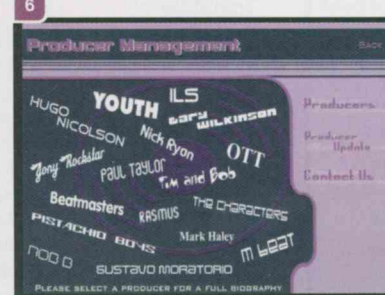 6
Producer Management
BACK
HUGO NICOLSON
YOUTH
ILS
GARY WILKINSON
Nick Ryan
OTT
Tony Rockstar
PAUL TAYLOR
Tim and Bob
Beatmasters
RASMUS
THE CHARACTERS
PISTACHIO BOYS
Mark Haley
M BEAT
NOG D
GUSTAVO MORATORIO
PLEASE SELECT A PRODUCER FOR A FULL BIOGRAPHY
Producers
Producer
Update
Contact Us